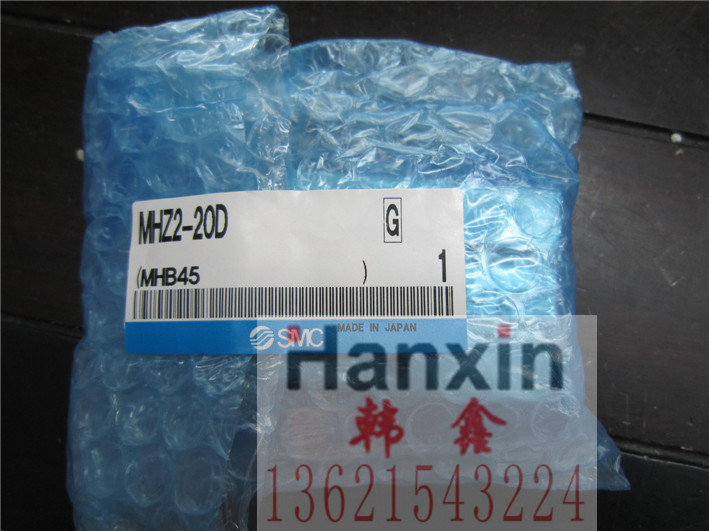 MHZ2-20D
G
(MHB45 )
1
SMC
MADE IN JAPAN
Hanxin
韩鑫
13621543224